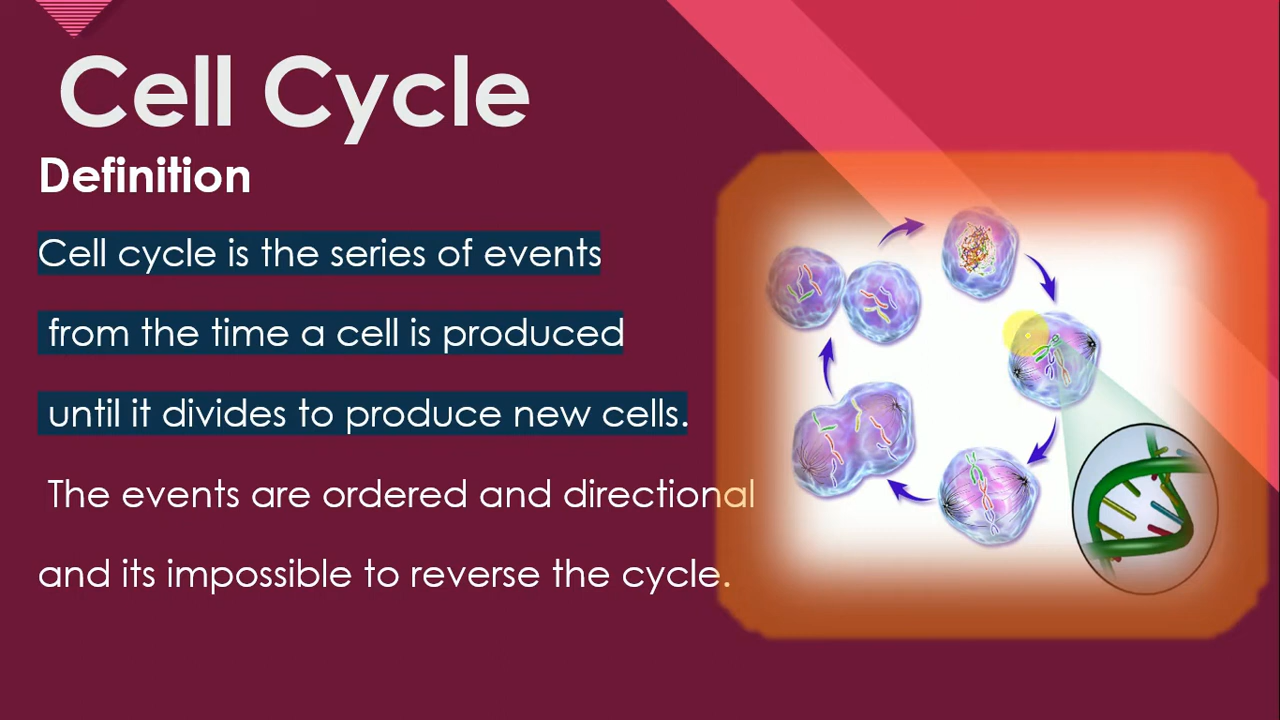 Cell Cycle
Definition
Cell cycle is the series of events
from the time a cell is produced
until it divides to produce new cells.
The events are ordered and directional
and its impossible to reverse the cycle.